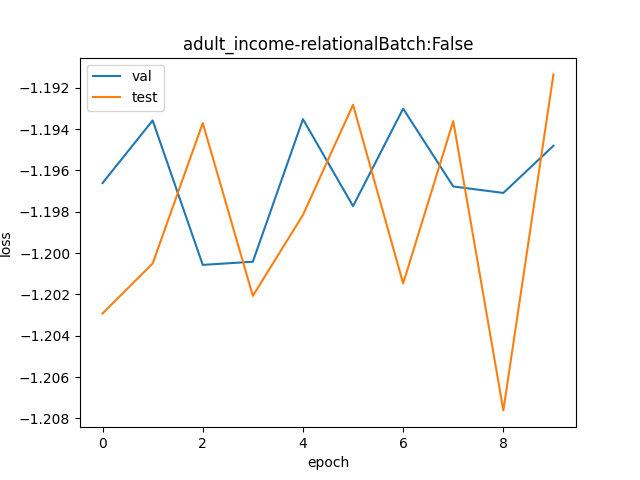 adult_income-relationalBatch:False
val
test
−1.192
−1.194
−1.196
−1.198
−1.200
−1.202
−1.204
−1.206
−1.208
loss
0 2 4 6 8
epoch